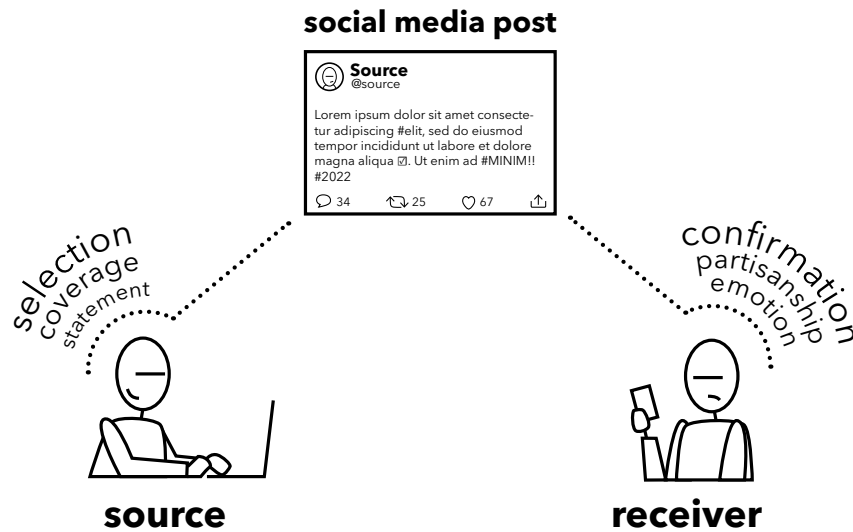 social media post
Source
@source
Lorem ipsum dolor sit amet consecte-
tur adipiscing #elit, sed do eiusmod
tempor incididunt ut labore et dolore
magna aliqua ☑. Ut enim ad #MINIM!!
#2022
34 25 67
selection
coverage
statement
confirmation
partisanship
emotion
source
receiver